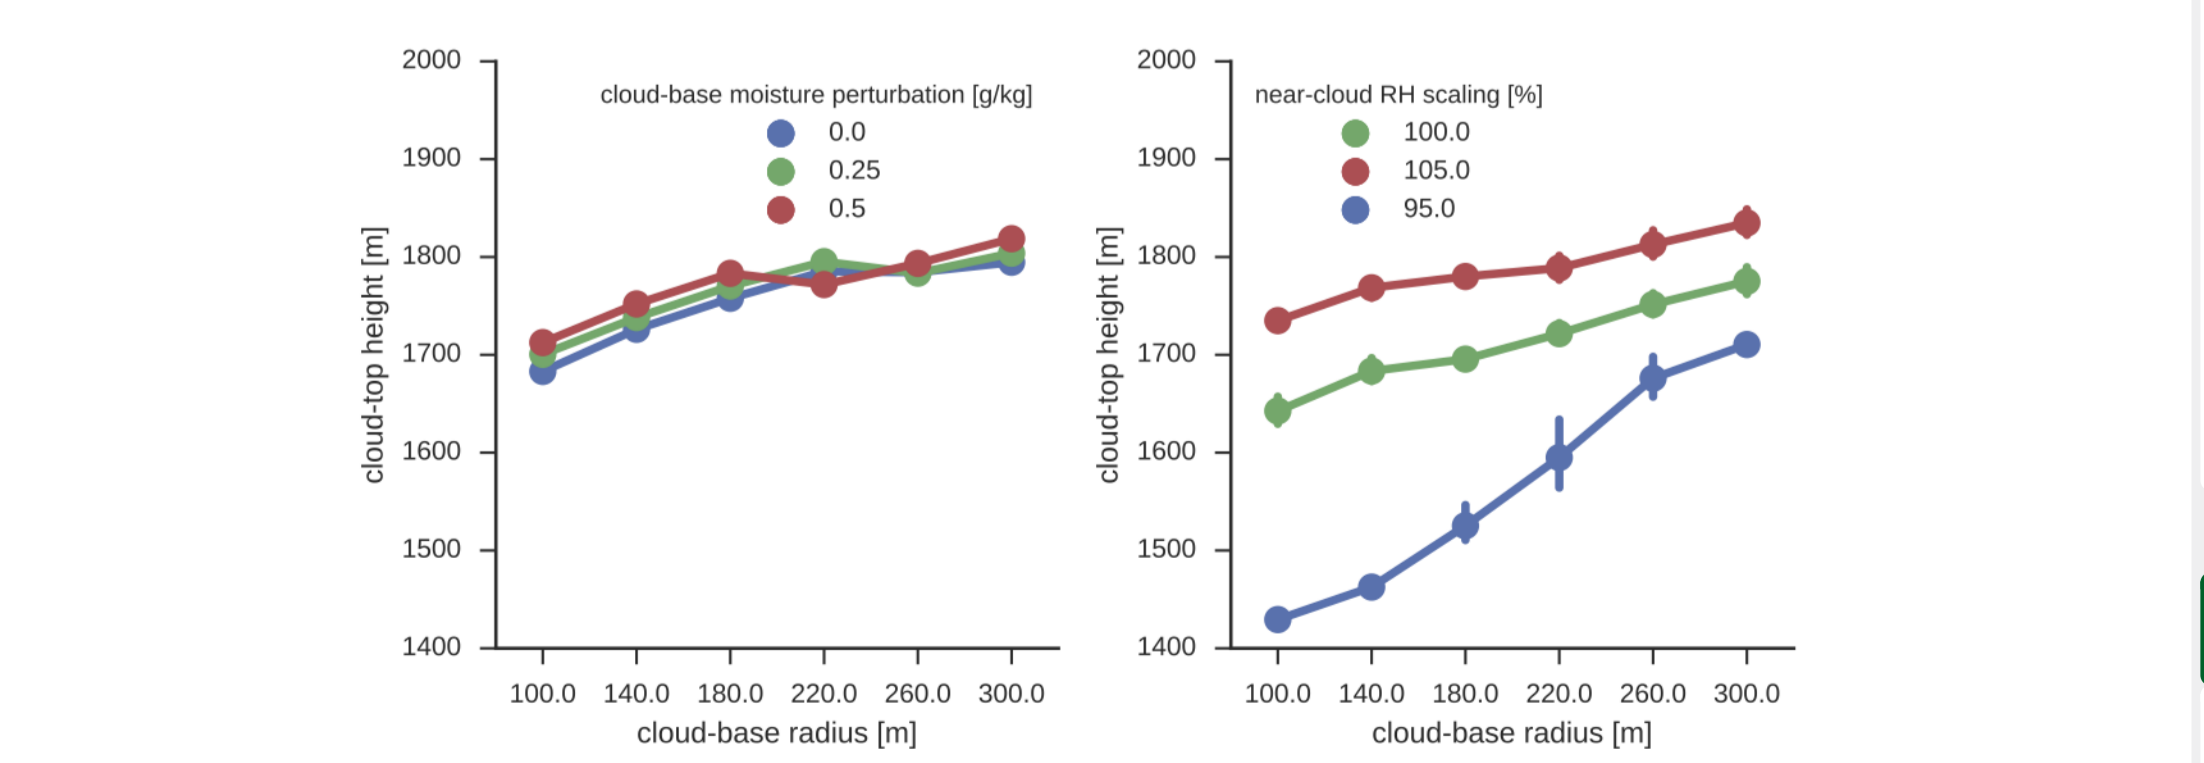 2000
1900
1800
1700
1600
1500
1400
cloud-top height [m]
cloud-base moisture perturbation [g/kg]
0.0
0.25
0.5
100.0 140.0 180.0 220.0 260.0 300.0
cloud-base radius [m]
2000
1900
1800
1700
1600
1500
1400
cloud-top height [m]
near-cloud RH scaling [%]
100.0
105.0
95.0
100.0 140.0 180.0 220.0 260.0 300.0
cloud-base radius [m]